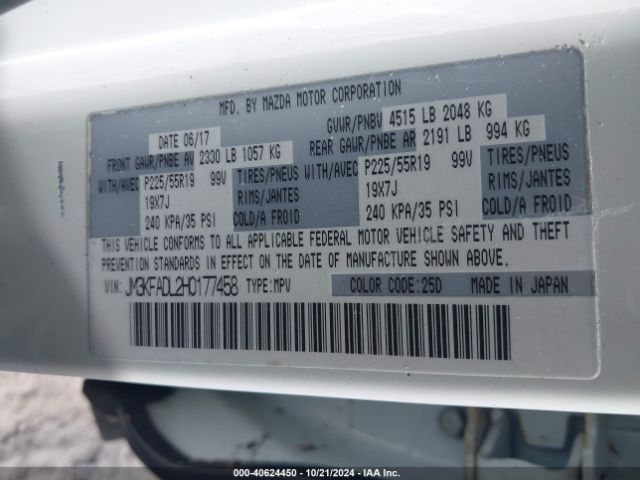 MFD. BY MAZDA MOTOR CORPORATION
DATE 06/17 GVWR/PNBV 4515 LB 2048 KG
FRONT GAWR/PNBE AV 2330 LB 1057 KG REAR GAWR/PNBE AR 2191 LB 994 KG
WITH/AVEC P225/55R19 99V TIRES/PNEUS WITH/AVEC P225/55R19 99V TIRES/PNEUS
19X7J RIMS/JANTES 19X7J RIMS/JANTES
240 KPA/35 PSI COLD/A FROID 240 KPA/35 PSI COLD/A FROID
THIS VEHICLE CONFORMS TO ALL APPLICABLE FEDERAL MOTOR VEHICLE SAFETY AND THEFT
PREVENTION STANDARDS IN EFFECT ON THE DATE OF MANUFACTURE SHOWN ABOVE.
VIN: JM3KFADL2H0177458 TYPE:MPV COLOR CODE:25D MADE IN JAPAN
000-40624450 - 10/21/2024 - IAA Inc.